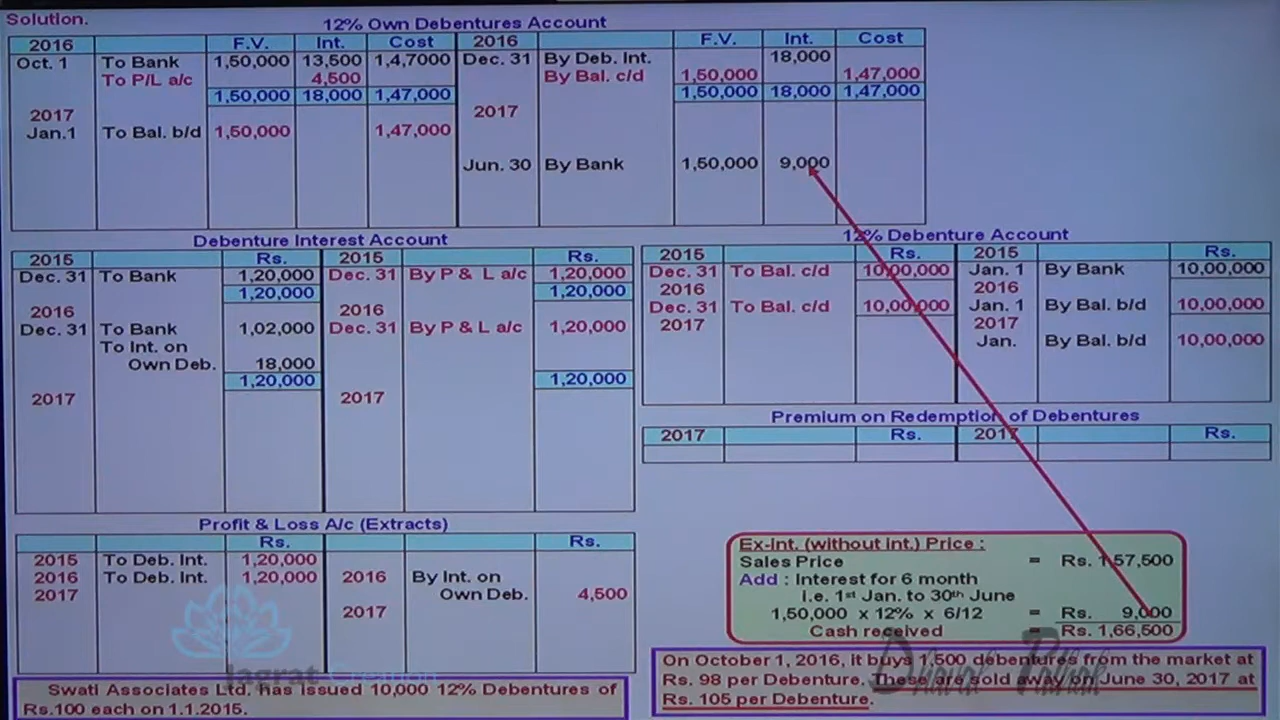 Solution.
12% Own Debentures Account
2016 F.V. Int. Cost 2016 F.V. Int. Cost
Oct. 1 To Bank 1,50,000 13,500 1,4,7000 Dec. 31 By Deb. Int. 18,000
To P/L a/c 4,500 By Bal. c/d 1,50,000 1,47,000
1,50,000 18,000 1,47,000 1,50,000 18,000 1,47,000
2017 2017
Jan.1 To Bal. b/d 1,50,000 1,47,000
Jun. 30 By Bank 1,50,000 9,000
Debenture Interest Account
2015 Rs. 2015 Rs.
Dec. 31 To Bank 1,20,000 Dec. 31 By P & L a/c 1,20,000
1,20,000 1,20,000
2016 2016
Dec. 31 To Bank 1,02,000 Dec. 31 By P & L a/c 1,20,000
To Int. on
Own Deb. 18,000
1,20,000 1,20,000
2017 2017
12% Debenture Account
2015 Rs. 2015 Rs.
Dec. 31 To Bal. c/d 10,00,000 Jan. 1 By Bank 10,00,000
2016 2016
Dec. 31 To Bal. c/d 10,00,000 Jan. 1 By Bal. b/d 10,00,000
2017 2017
Jan. By Bal. b/d 10,00,000
Premium on Redemption of Debentures
2017 Rs. 2017 Rs.
Profit & Loss A/c (Extracts)
Rs. Rs.
2015 To Deb. Int. 1,20,000
2016 To Deb. Int. 1,20,000 2016 By Int. on
2017 Own Deb. 4,500
2017
Ex-Int. (without int.) Price :
Sales Price = Rs. 1,57,500
Add : Interest for 6 month
i.e. 1st Jan. to 30th June
1,50,000 x 12% x 6/12 = Rs. 9,000
Cash received = Rs. 1,66,500
Jagrat Creation
Dhaval Pathak
Swati Associates Ltd. has issued 10,000 12% Debentures of
Rs.100 each on 1.1.2015.
On October 1, 2016, it buys 1,500 debentures from the market at
Rs. 98 per Debenture. These are sold away on June 30, 2017 at
Rs. 105 per Debenture.